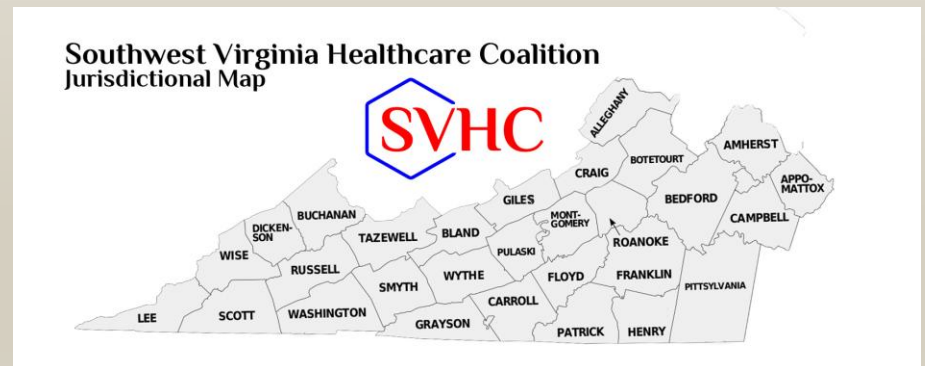 Southwest Virginia Healthcare Coalition
Jurisdictional Map
SVHC
ALLEGHANY
AMHERST
BOTETOURT
CRAIG
APPO-
MATTOX
BEDFORD
GILES
CAMPBELL
MONT-
GOMERY
BUCHANAN
DICKEN-
SON
BLAND
TAZEWELL
ROANOKE
PULASKI
WISE
RUSSELL
WYTHE
FLOYD
FRANKLIN
SMYTH
PITTSYLVANIA
CARROLL
LEE
SCOTT
WASHINGTON
GRAYSON
PATRICK
HENRY